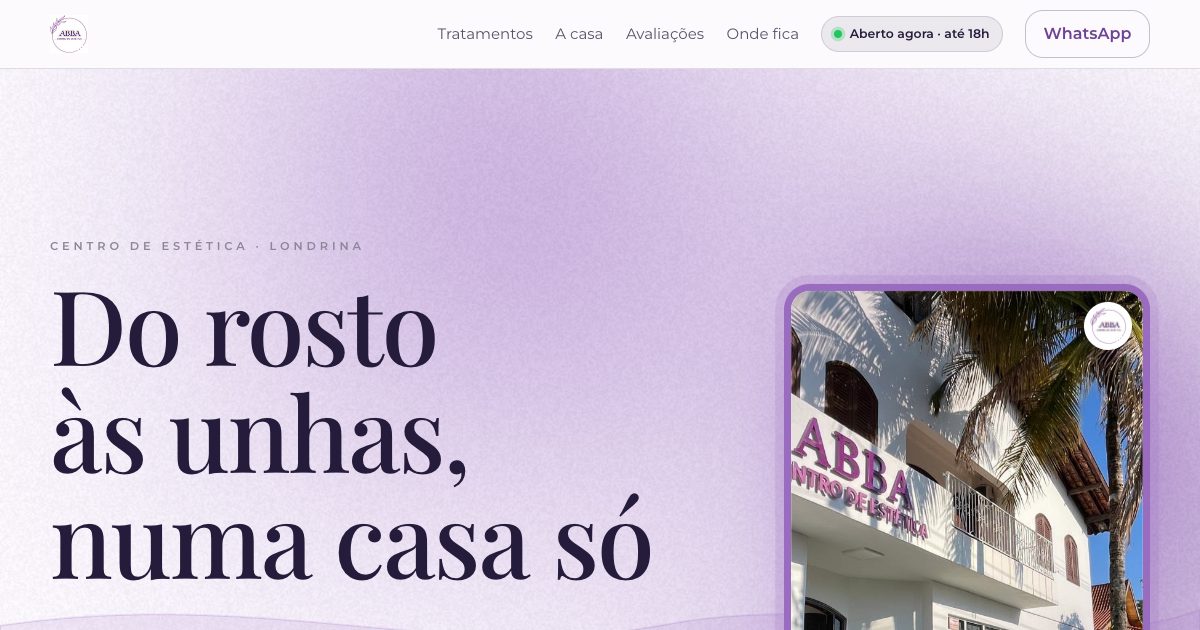 ABBA
Tratamentos
A casa
Avaliações
Onde fica
Aberto agora · até 18h
WhatsApp
CENTRO DE ESTÉTICA · LONDRINA
Do rosto
às unhas,
numa casa só
ABBA
ABBA
NTRO DE ESTÉTICA